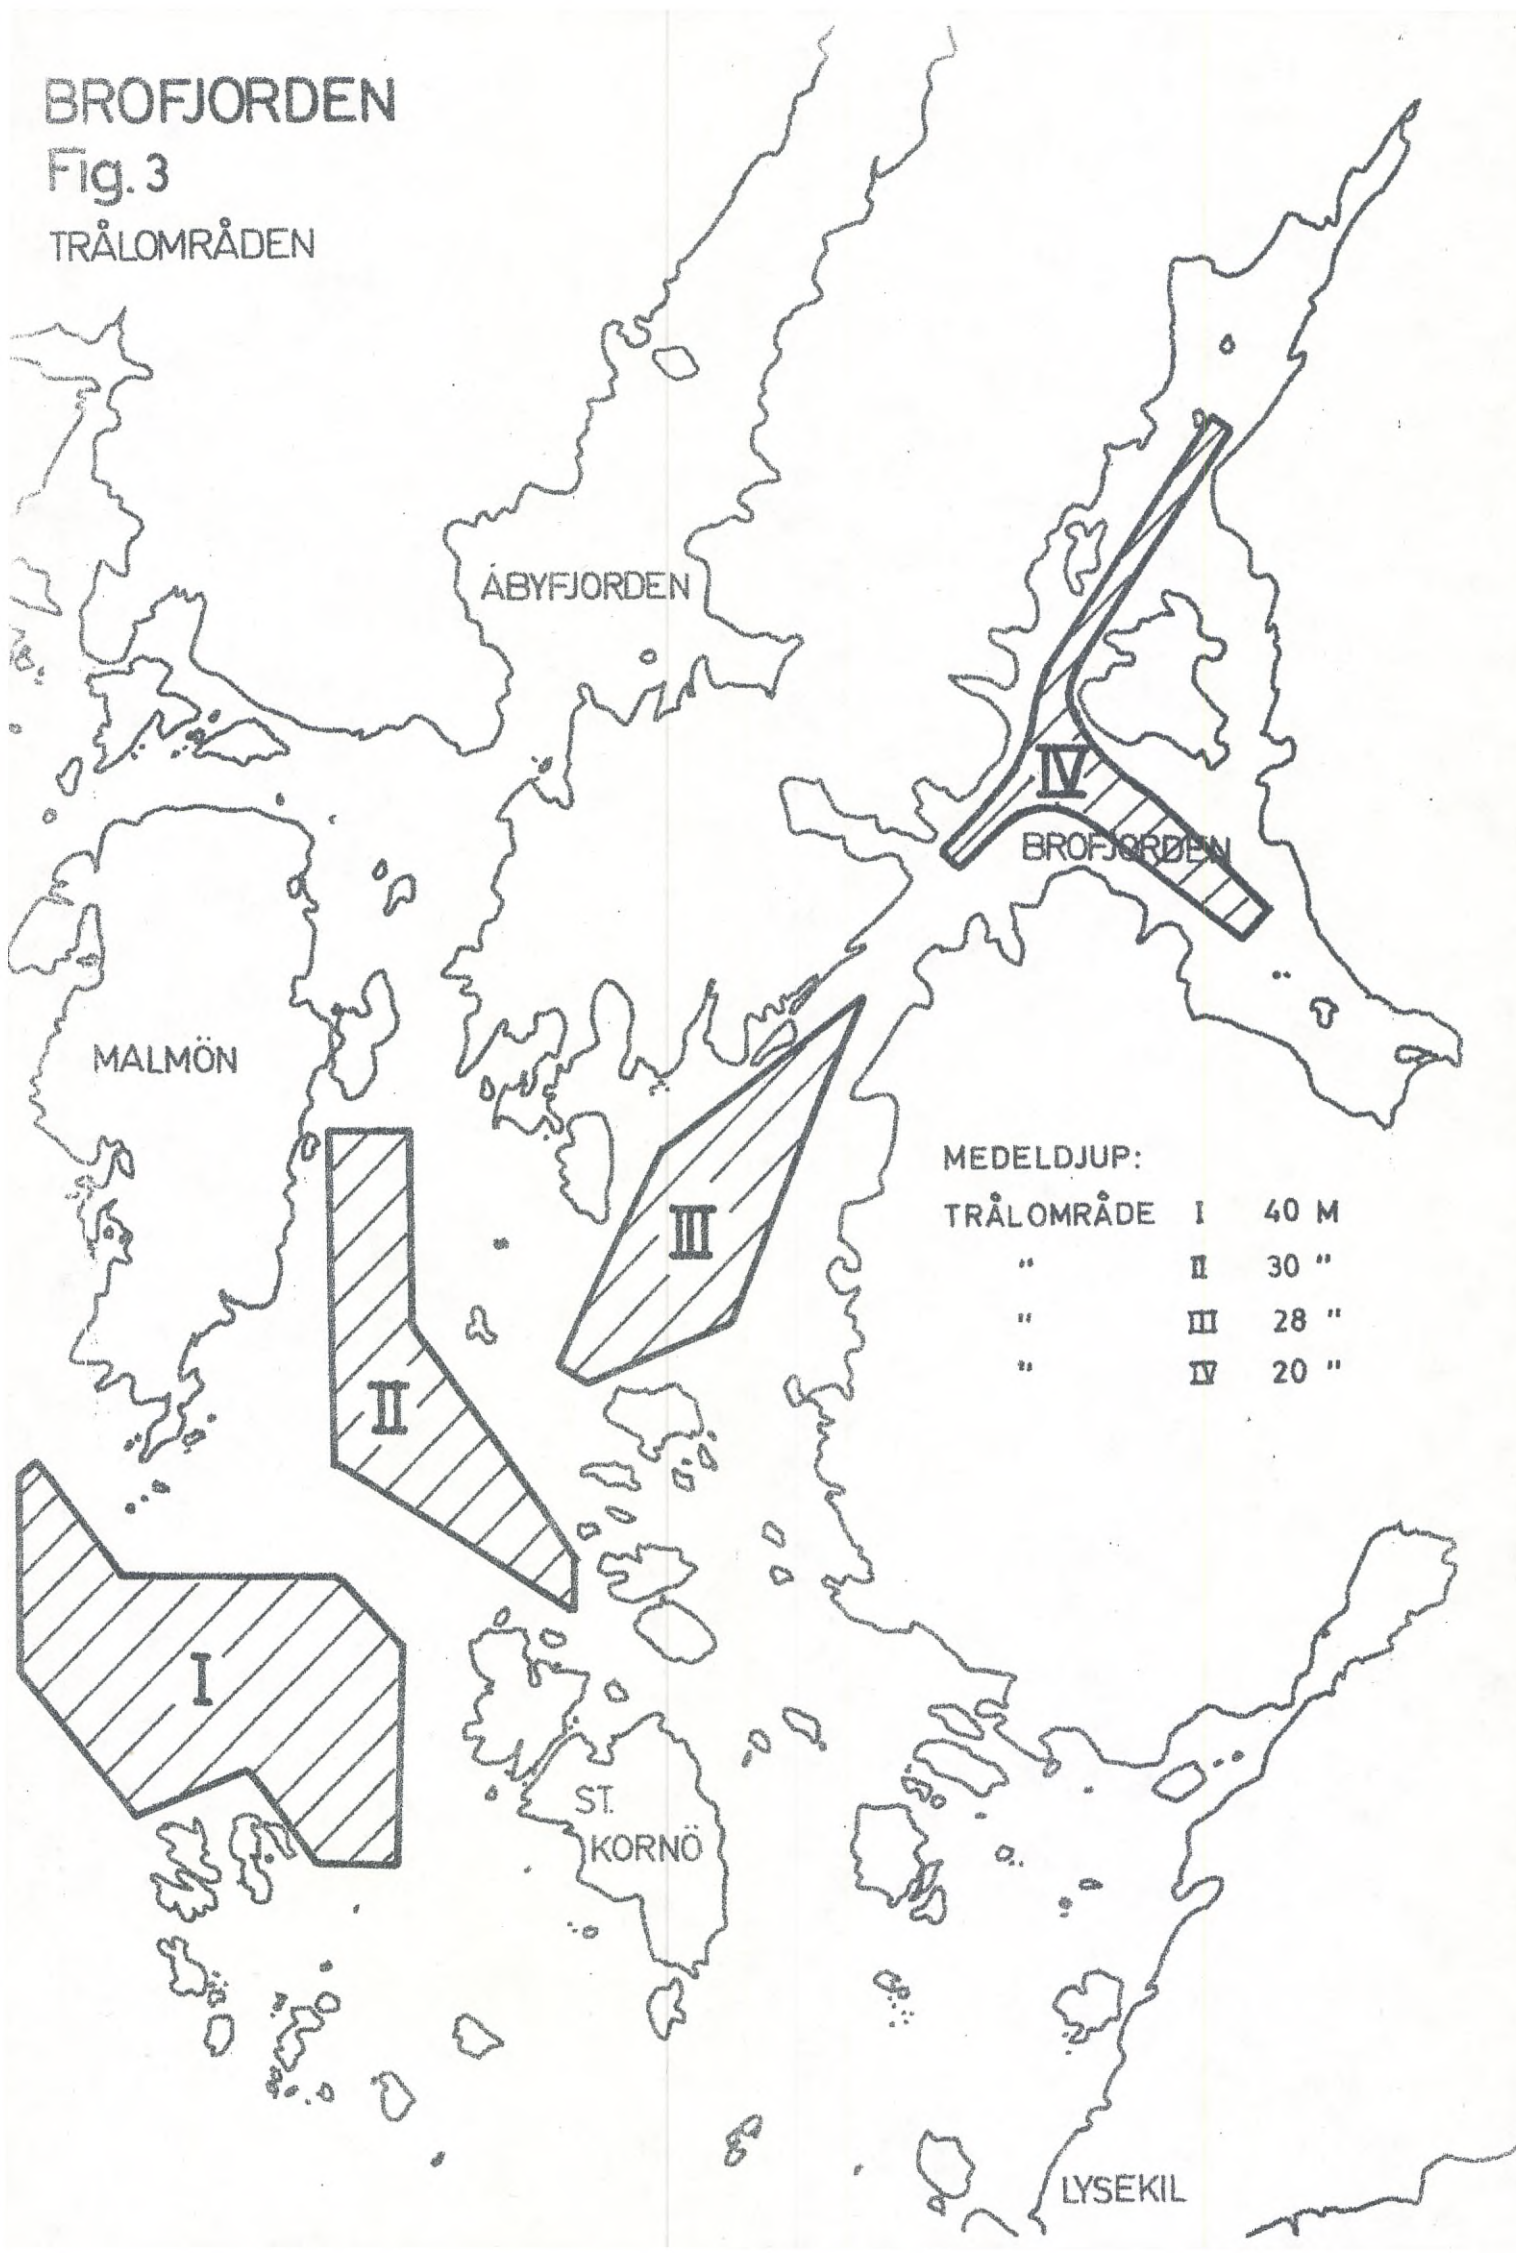 BROFJORDEN
Fig. 3
TRÅLOMRÅDEN
ÅBYFJORDEN
IV
BROFJORDEN
MALMÖN
MEDELDJUP:
TRÅLOMRÅDE I 40 M
" II 30 "
" III 28 "
" IV 20 "
III
II
I
ST.
KORNÖ
LYSEKIL